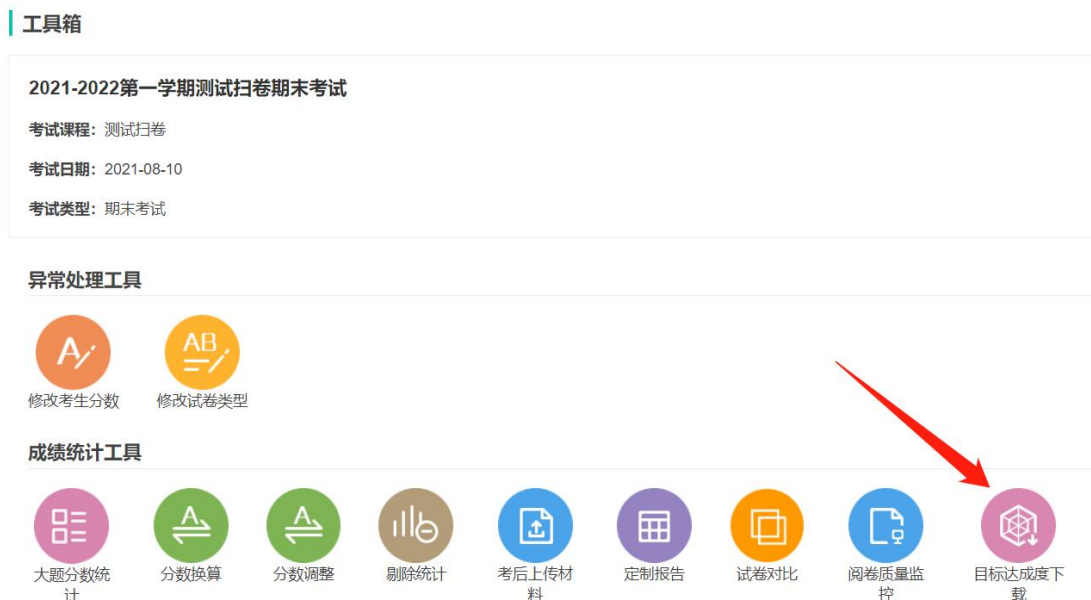 工具箱
2021-2022第一学期测试扫卷期末考试
考试课程：测试扫卷
考试日期：2021-08-10
考试类型：期末考试
异常处理工具
A
AB
修改考生分数 修改试卷类型
成绩统计工具
A A
大题分数统 分数换算 分数调整 剔除统计 考后上传材 定制报告 试卷对比 阅卷质量监 目标达成度下
计 料 控 载